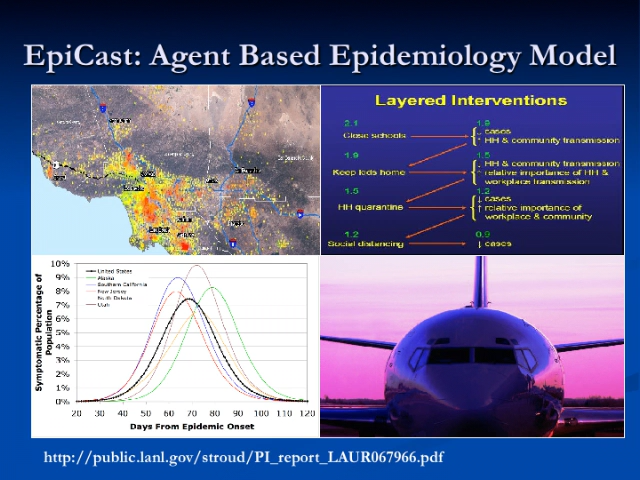 EpiCast: Agent Based Epidemiology Model
Layered Interventions
2.1 1.9
Close schools
cases
HH & community transmission
1.9 1.5
Keep kids home
HH & community transmission
relative importance of HH &
workplace transmission
1.5 1.2
HH quarantine
↓ cases
↑ relative importance of
workplace & community
1.2 0.9
Social distancing
↓ cases
Symptomatic Percentage of
Population
10%
9%
8%
7%
6%
5%
4%
3%
2%
1%
0%
United States
Alaska
Southern California
New Jersey
North Dakota
Utah
20 30 40 50 60 70 80 90 100 110 120
Days From Epidemic Onset
http://public.lanl.gov/stroud/PI_report_LAUR067966.pdf